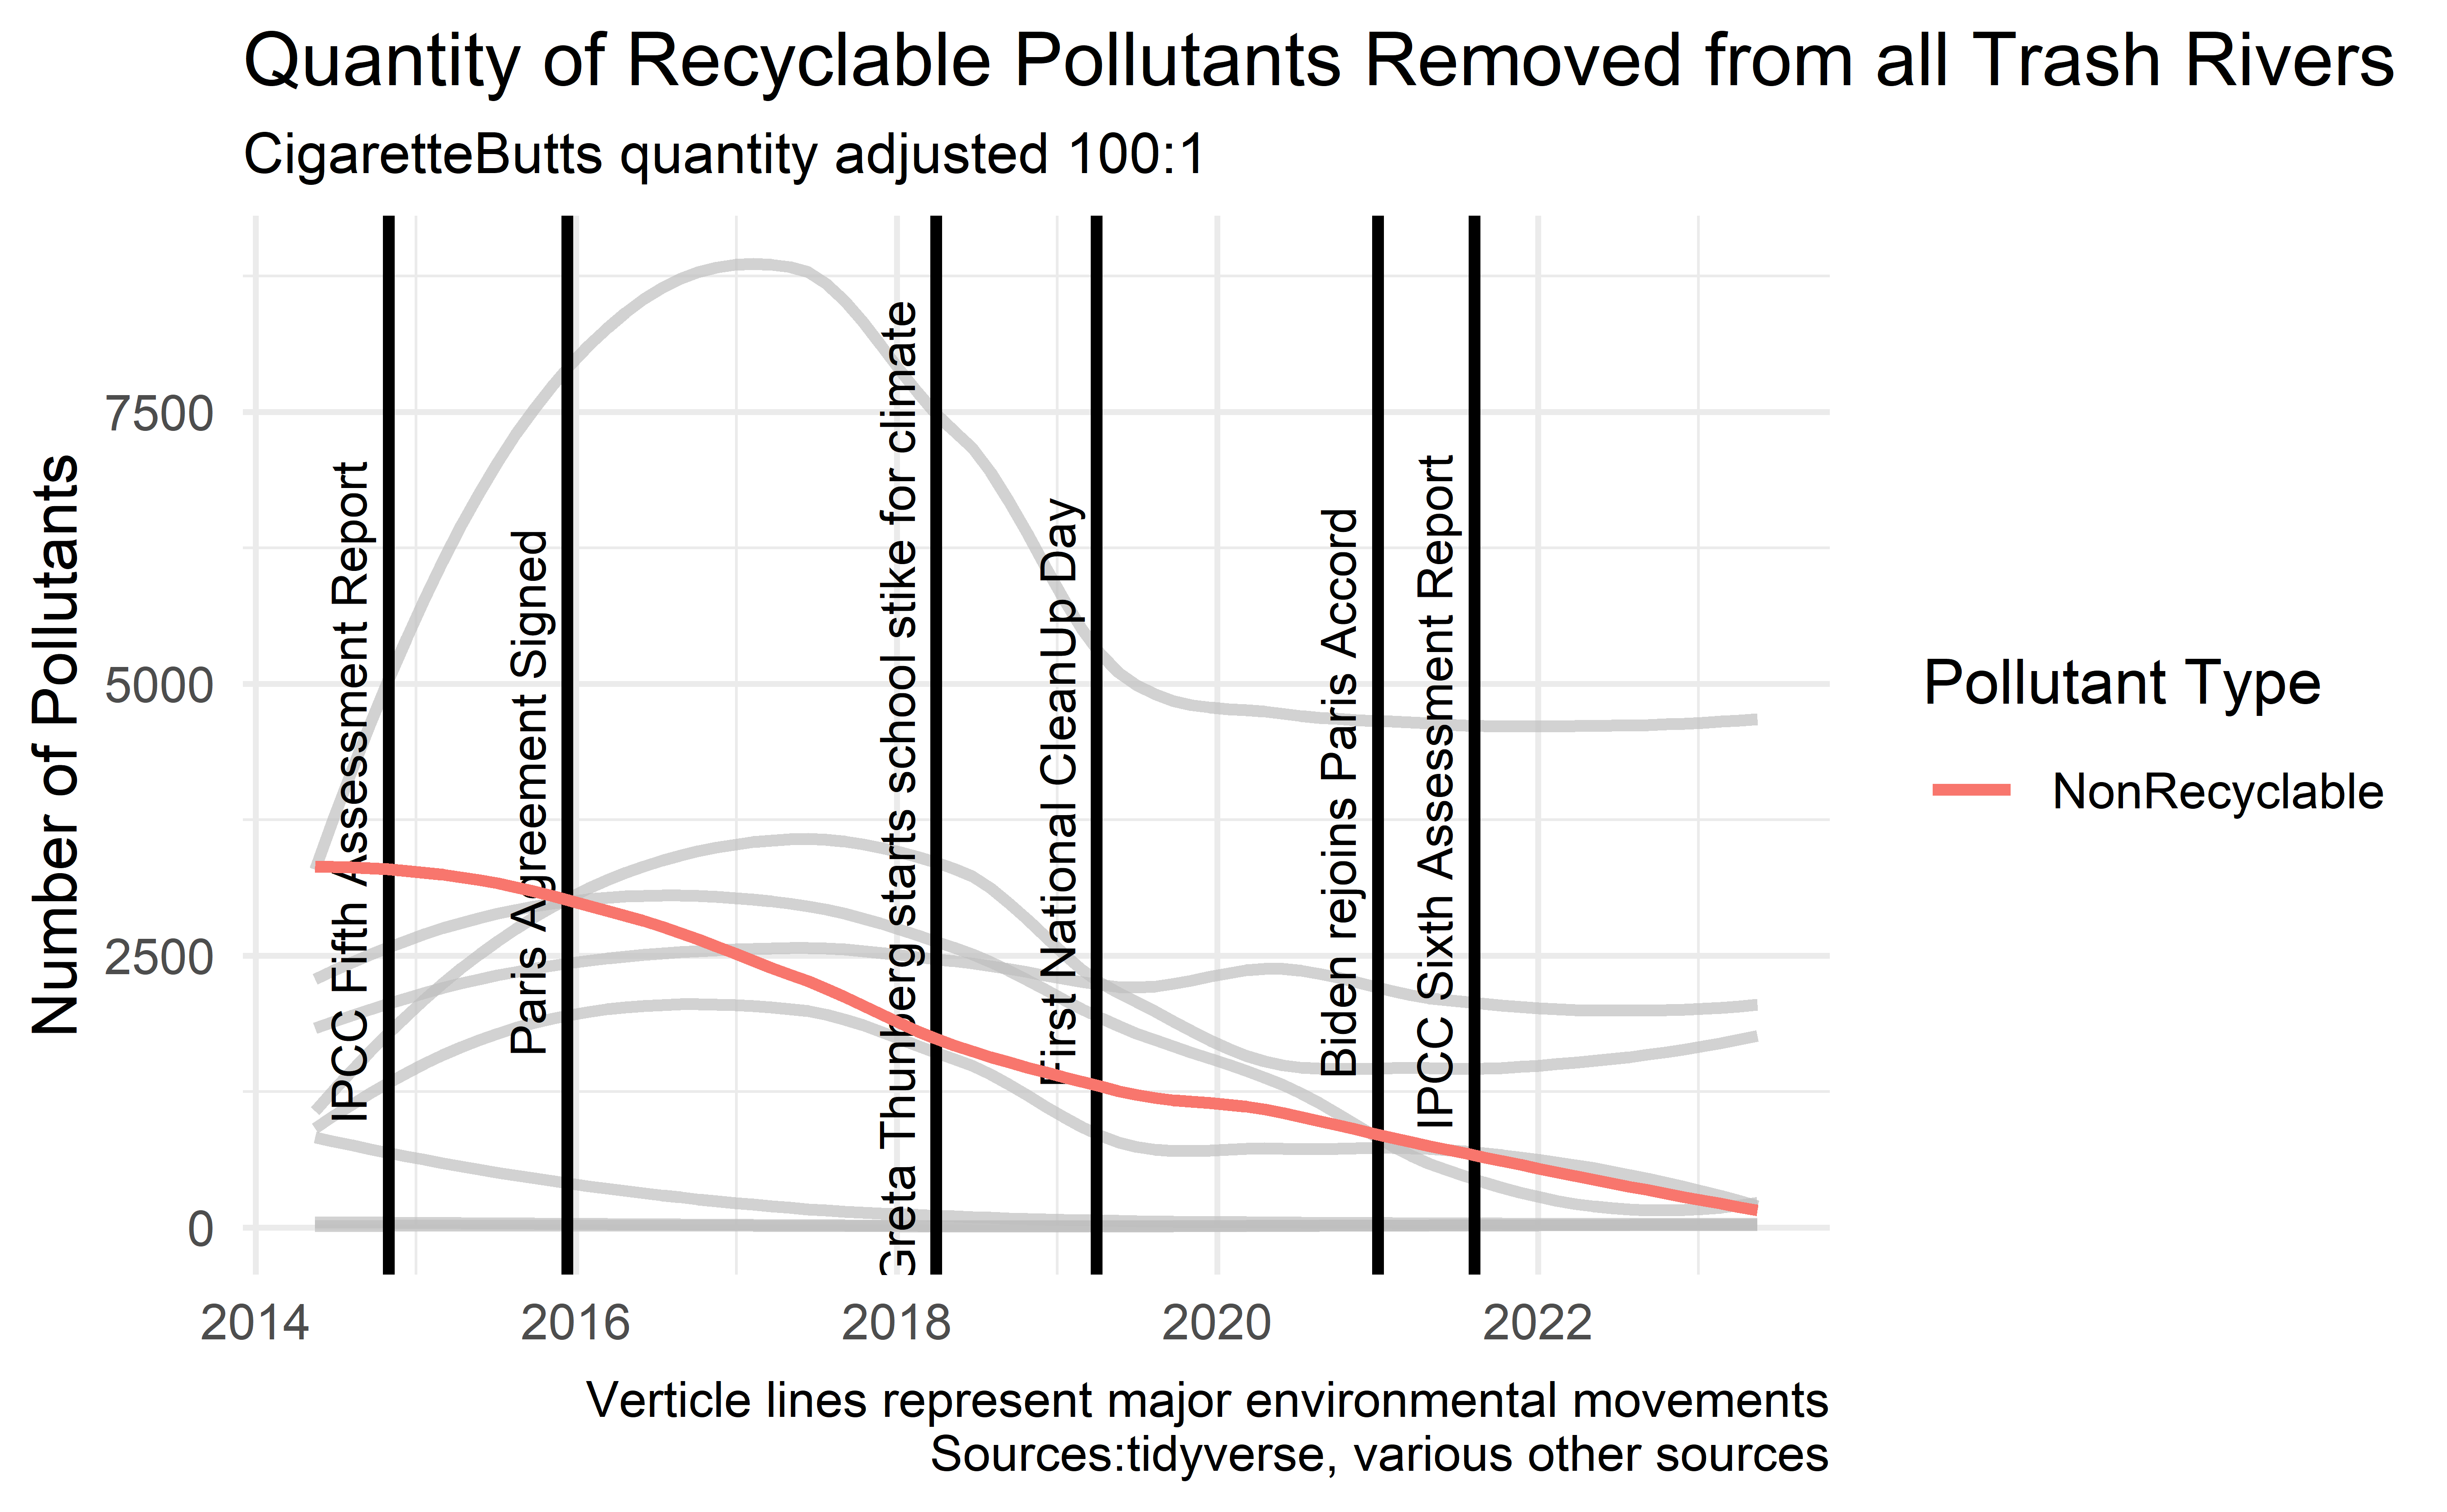 Quantity of Recyclable Pollutants Removed from all Trash Rivers
CigaretteButts quantity adjusted 100:1
Number of Pollutants
7500
5000
2500
0
IPCC Fifth Assessment Report
Paris Agreement Signed
Greta Thunberg starts school stike for climate
First National CleanUp Day
Biden rejoins Paris Accord
IPCC Sixth Assessment Report
2014
2016
2018
2020
2022
Pollutant Type
NonRecyclable
Verticle lines represent major environmental movements
Sources:tidyverse, various other sources